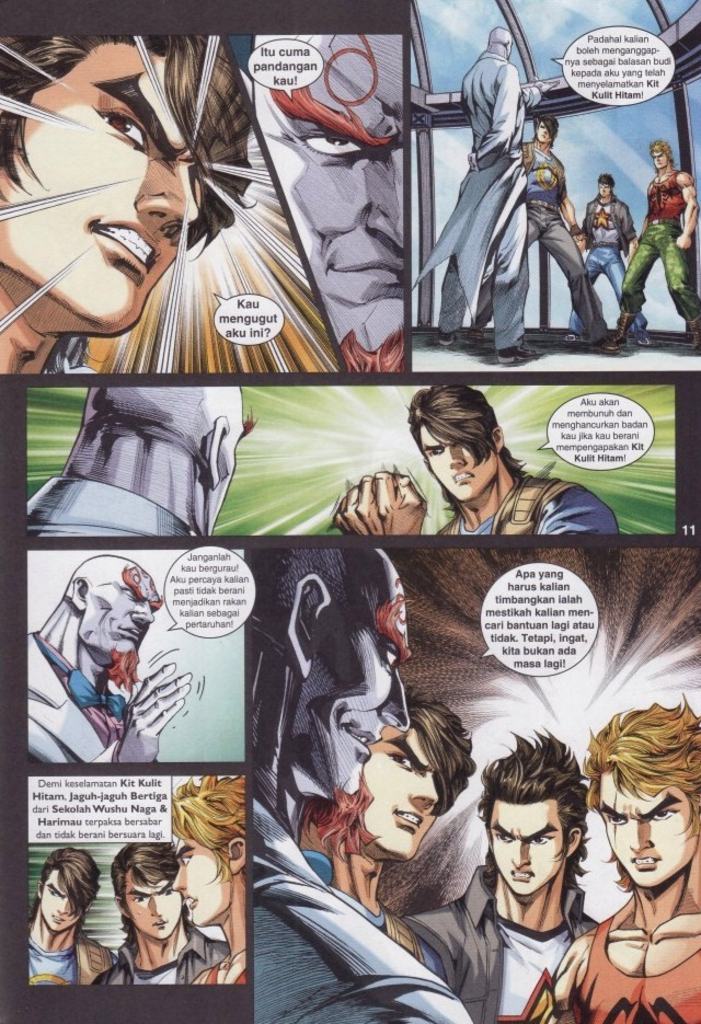 Itu cuma
pandangan
kau!
Kau
mengugut
aku ini?
Padahal kalian
boleh menganggap-
nya sebagai balasan budi
kepada aku yang telah
menyelamatkan Kit
Kulit Hitam!
Aku akan
membunuh dan
menghancurkan badan
kau jika kau berani
mempengapakan Kit
Kulit Hitam!
11
Janganlah
kau bergurau!
Aku percaya kalian
pasti tidak berani
menjadikan rakan
kalian sebagai
pertaruhan!
Apa yang
harus kalian
timbangkan ialah
mestikah kalian men-
cari bantuan lagi atau
tidak. Tetapi, ingat,
kita bukan ada
masa lagi!
Demi keselamatan Kit Kulit
Hitam, Jaguh-jaguh Bertiga
dari Sekolah Wushu Naga &
Harimau terpaksa bersabar
dan tidak berani bersuara lagi.